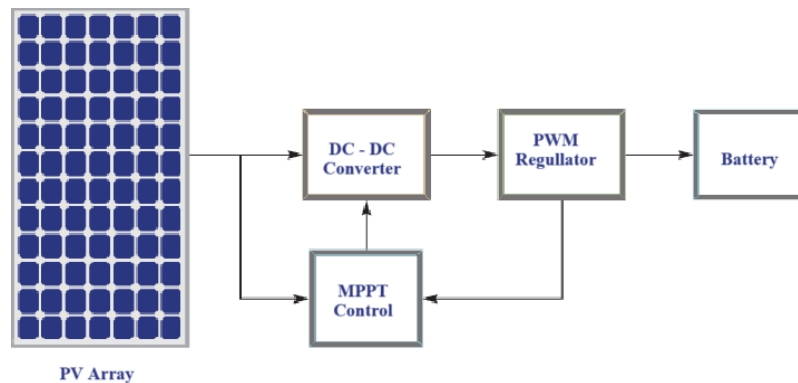 DC - DC
Converter
PWM
Regullator
Battery
MPPT
Control
PV Array